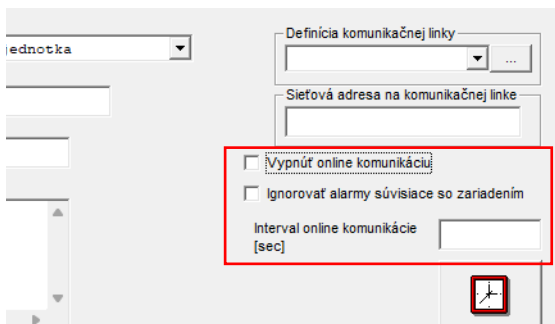 jednotka
Definícia komunikačnej linky
...
Sieťová adresa na komunikačnej linke
Vypnúť online komunikáciu
Ignorovať alarmy súvisiace so zariadením
Interval online komunikácie
[sec]